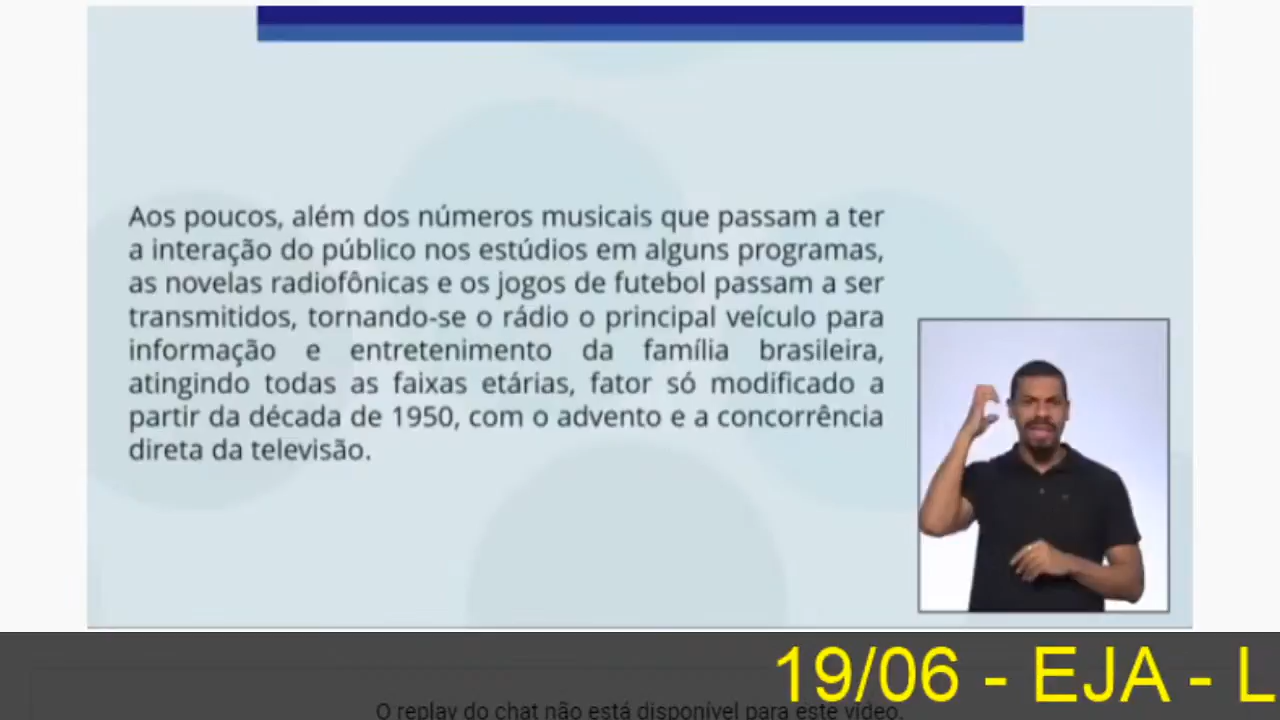 Aos poucos, além dos números musicais que passam a ter
a interação do público nos estúdios em alguns programas,
as novelas radiofônicas e os jogos de futebol passam a ser
transmitidos, tornando-se o rádio o principal veículo para
informação e entretenimento da família brasileira,
atingindo todas as faixas etárias, fator só modificado a
partir da década de 1950, com o advento e a concorrência
direta da televisão.
19/06 - EJA - L
O replay do chat não está disponível para este vídeo.